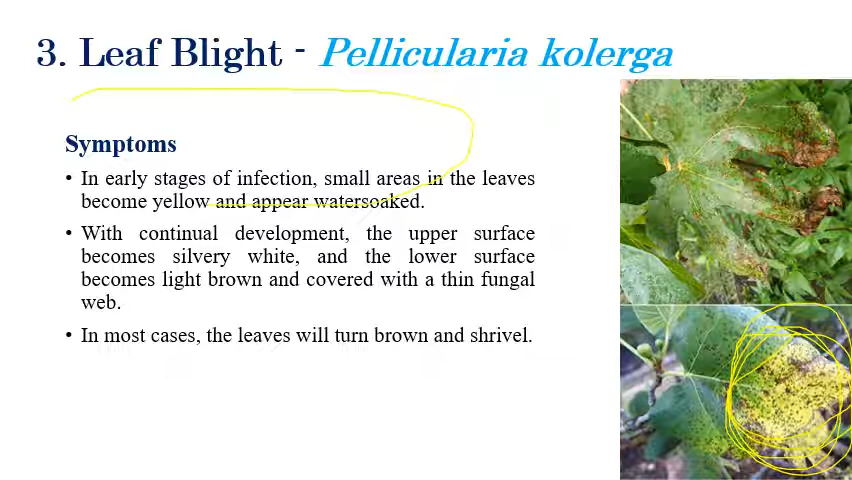 3. Leaf Blight - Pellicularia kolerga
Symptoms
• In early stages of infection, small areas in the leaves
become yellow and appear watersoaked.
• With continual development, the upper surface
becomes silvery white, and the lower surface
becomes light brown and covered with a thin fungal
web.
• In most cases, the leaves will turn brown and shrivel.